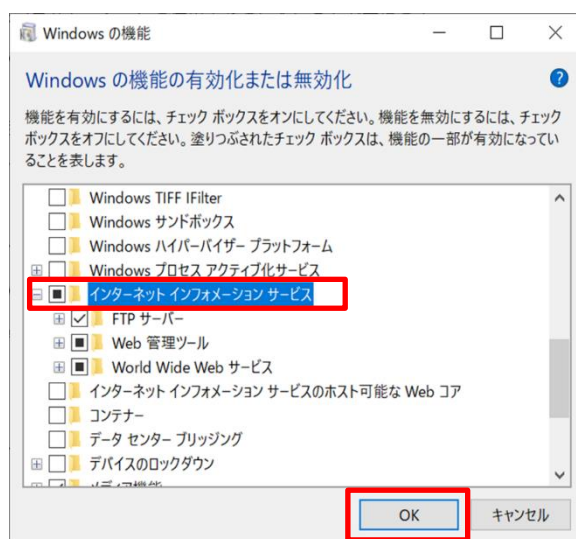 Windows の機能
Windows の機能の有効化または無効化
機能を有効にするには、チェック ボックスをオンにしてください。機能を無効にするには、チェック
ボックスをオフにしてください。塗りつぶされたチェック ボックスは、機能の一部が有効になってい
ることを表します。
Windows TIFF IFilter
Windows サンドボックス
Windows ハイパーバイザー プラットフォーム
Windows プロセス アクティブ化サービス
インターネット インフォメーション サービス
FTP サーバー
Web 管理ツール
World Wide Web サービス
インターネット インフォメーション サービスのホスト可能な Web コア
コンテナー
データ センター ブリッジング
デバイスのロックダウン
メディア機能
OK キャンセル